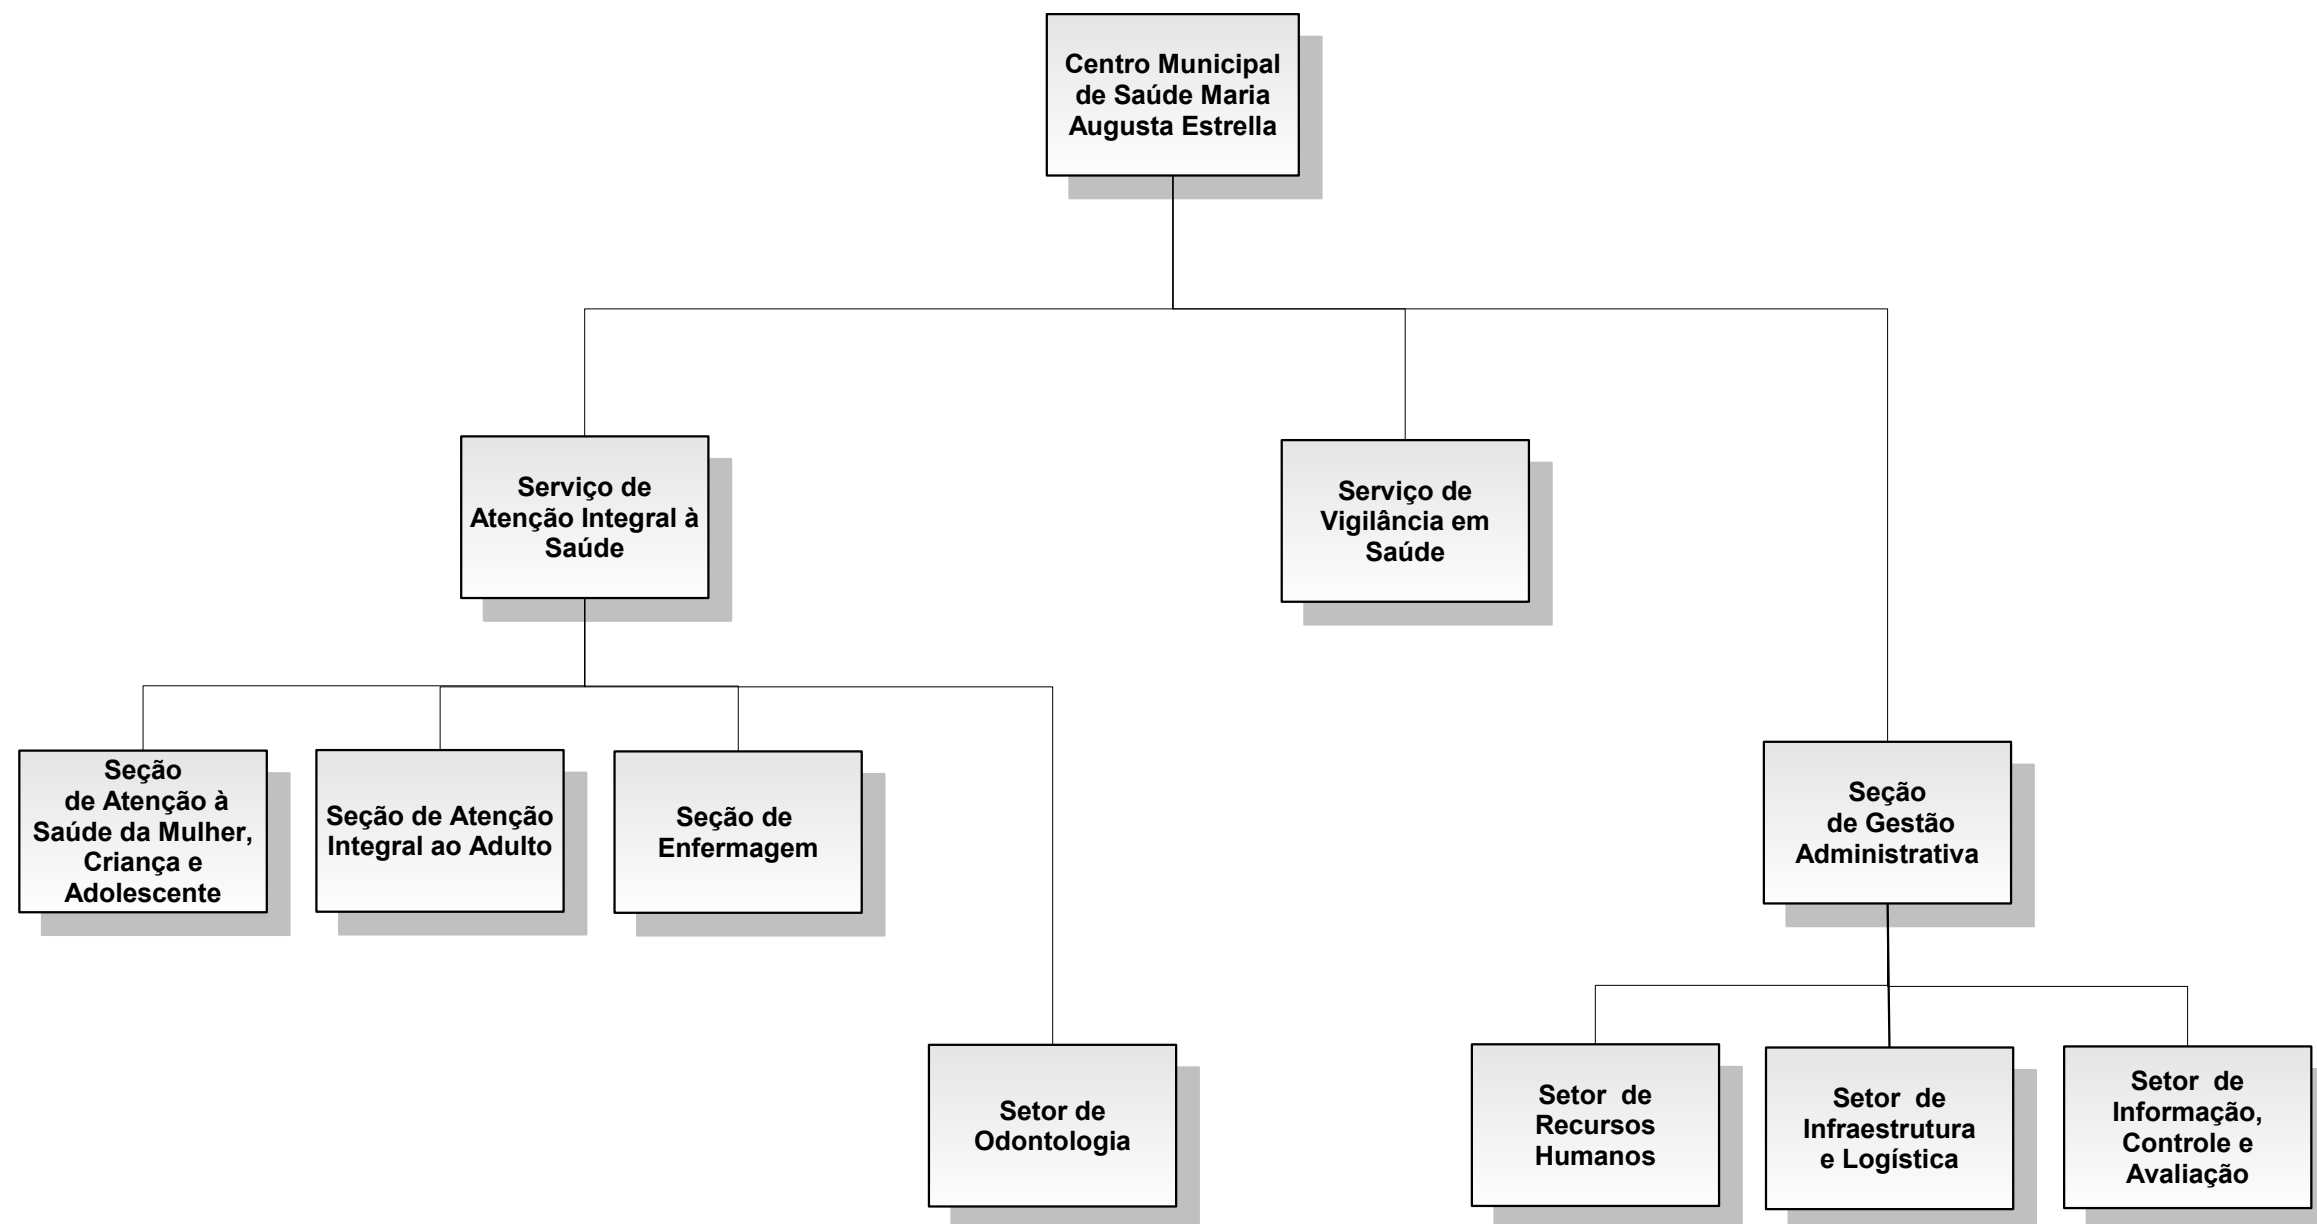 Centro Municipal
de Saúde Maria
Augusta Estrella
Serviço de
Atenção Integral à
Saúde
Serviço de
Vigilância em
Saúde
Seção
de Atenção à
Saúde da Mulher,
Criança e
Adolescente
Seção de Atenção
Integral ao Adulto
Seção de
Enfermagem
Seção
de Gestão
Administrativa
Setor de
Odontologia
Setor de
Recursos
Humanos
Setor de
Infraestrutura
e Logística
Setor de
Informação,
Controle e
Avaliação